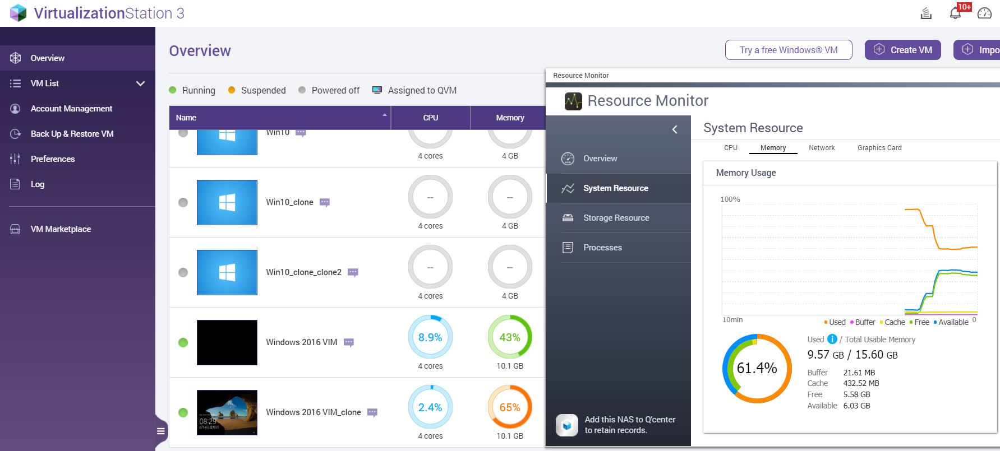 VirtualizationStation 3
10+
Overview
VM List
Account Management
Back Up & Restore VM
Preferences
Log
VM Marketplace
Overview
Try a free Windows® VM
Create VM
Impo
Running
Suspended
Powered off
Assigned to QVM
Name
CPU
Memory
Win10
4 cores
4 GB
Win10_clone
--
--
4 cores
4 GB
Win10_clone_clone2
--
--
4 cores
4 GB
Windows 2016 VIM
8.9%
43%
4 cores
10.1 GB
Windows 2016 VIM_clone
08:29
2.4%
65%
4 cores
10.1 GB
Resource Monitor
Resource Monitor
Overview
System Resource
Storage Resource
Processes
Add this NAS to Q'center
to retain records.
System Resource
CPU
Memory
Network
Graphics Card
Memory Usage
100%
10min
0
Used
Buffer
Cache
Free
Available
61.4%
Used / Total Usable Memory
9.57 GB / 15.60 GB
Buffer 21.61 MB
Cache 432.52 MB
Free 5.58 GB
Available 6.03 GB